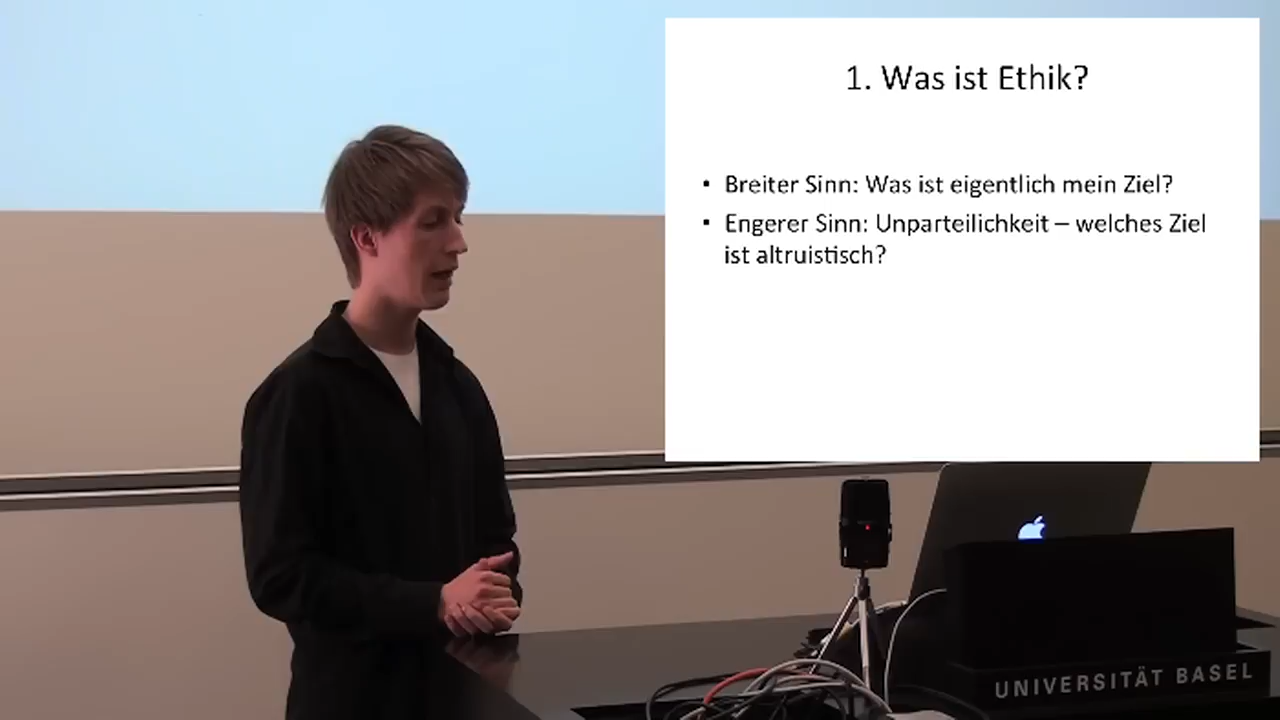 1. Was ist Ethik?
• Breiter Sinn: Was ist eigentlich mein Ziel?
• Engerer Sinn: Unparteilichkeit – welches Ziel
ist altruistisch?
UNIVERSITÄT BASEL